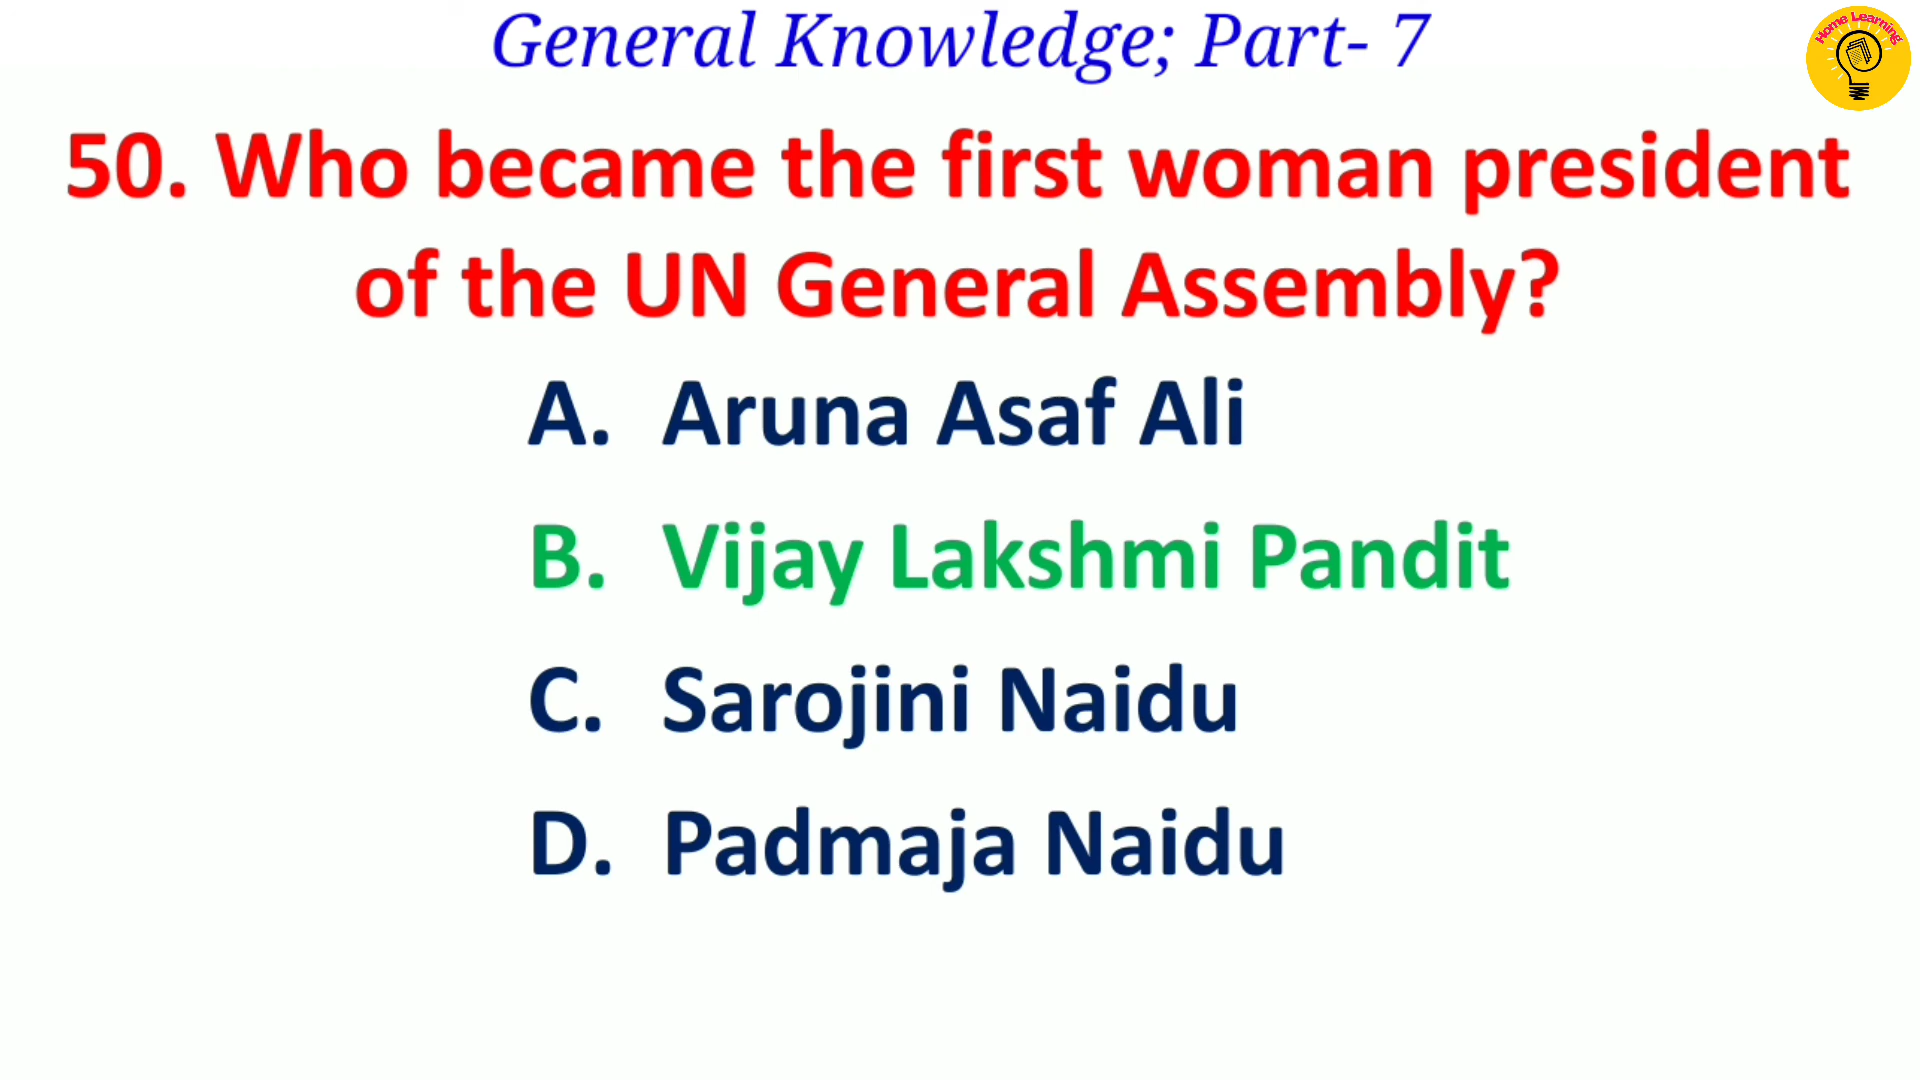 General Knowledge; Part- 7
Home Learning
50. Who became the first woman president
of the UN General Assembly?
A. Aruna Asaf Ali
B. Vijay Lakshmi Pandit
C. Sarojini Naidu
D. Padmaja Naidu